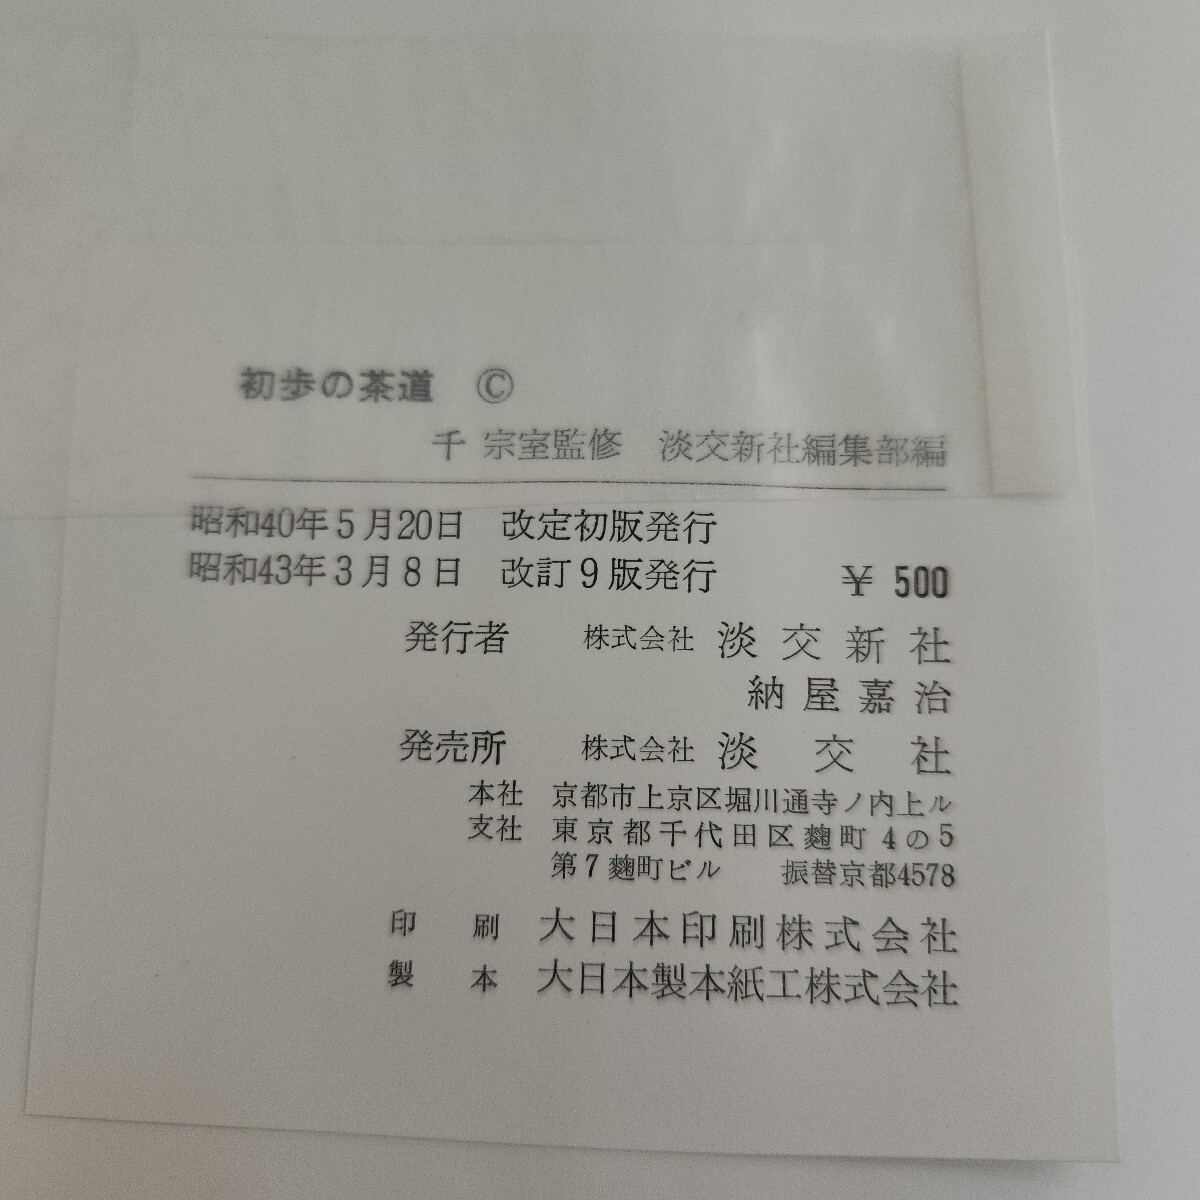 初歩の茶道 ©
千 宗室監修 淡交新社編集部編
昭和40年5月20日 改定初版発行
昭和43年3月8日 改訂9版発行 ¥ 500
発行者 株式会社 淡交新社
納屋嘉治
発売所 株式会社 淡交社
本社 京都市上京区堀川通寺ノ内上ル
支社 東京都千代田区麴町4の5
第7麴町ビル 振替京都4578
印刷 大日本印刷株式会社
製本 大日本製本紙工株式会社